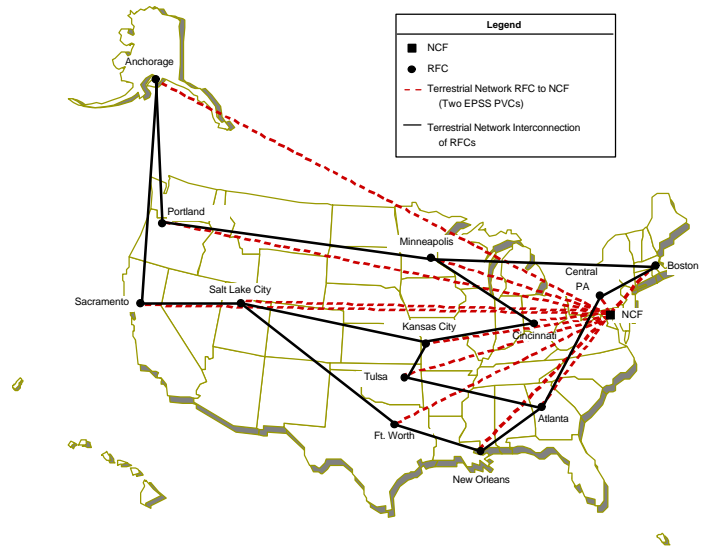 Legend
NCF
RFC
Terrestrial Network RFC to NCF
(Two EPSS PVCs)
Terrestrial Network Interconnection
of RFCs
Anchorage
Portland
Minneapolis
Central
PA
Boston
Salt Lake City
Sacramento
NCF
Kansas City
Cincinnati
Tulsa
Atlanta
Ft. Worth
New Orleans